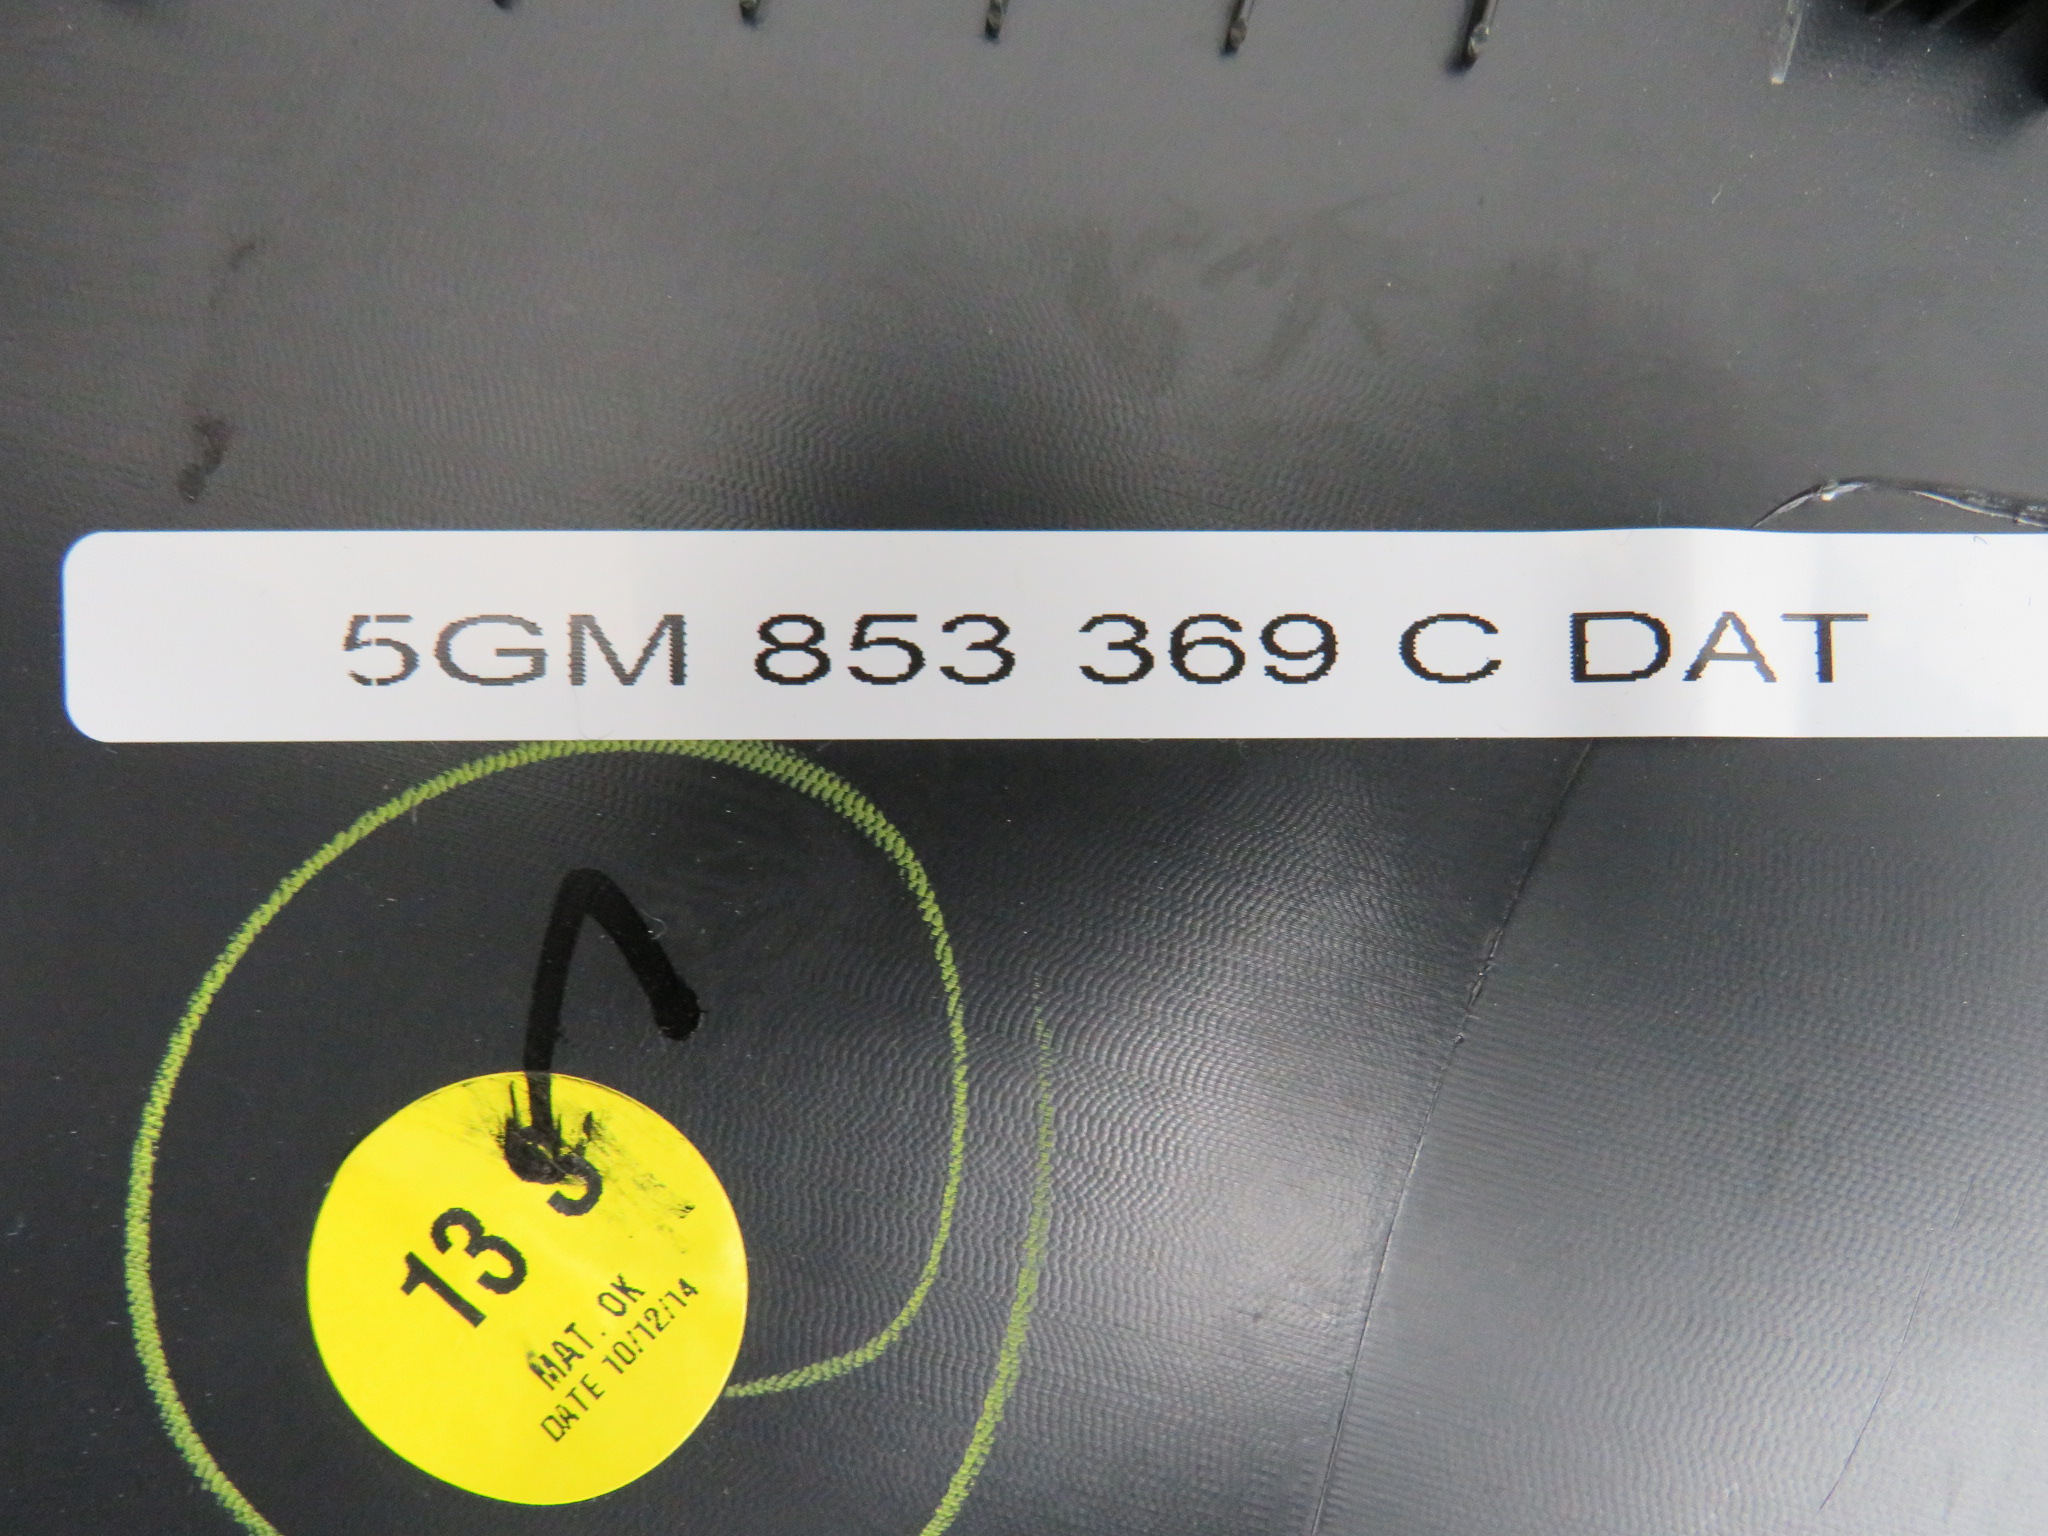 5GM 853 369 C DAT
13
MAT. OK
DATE 10/12/14